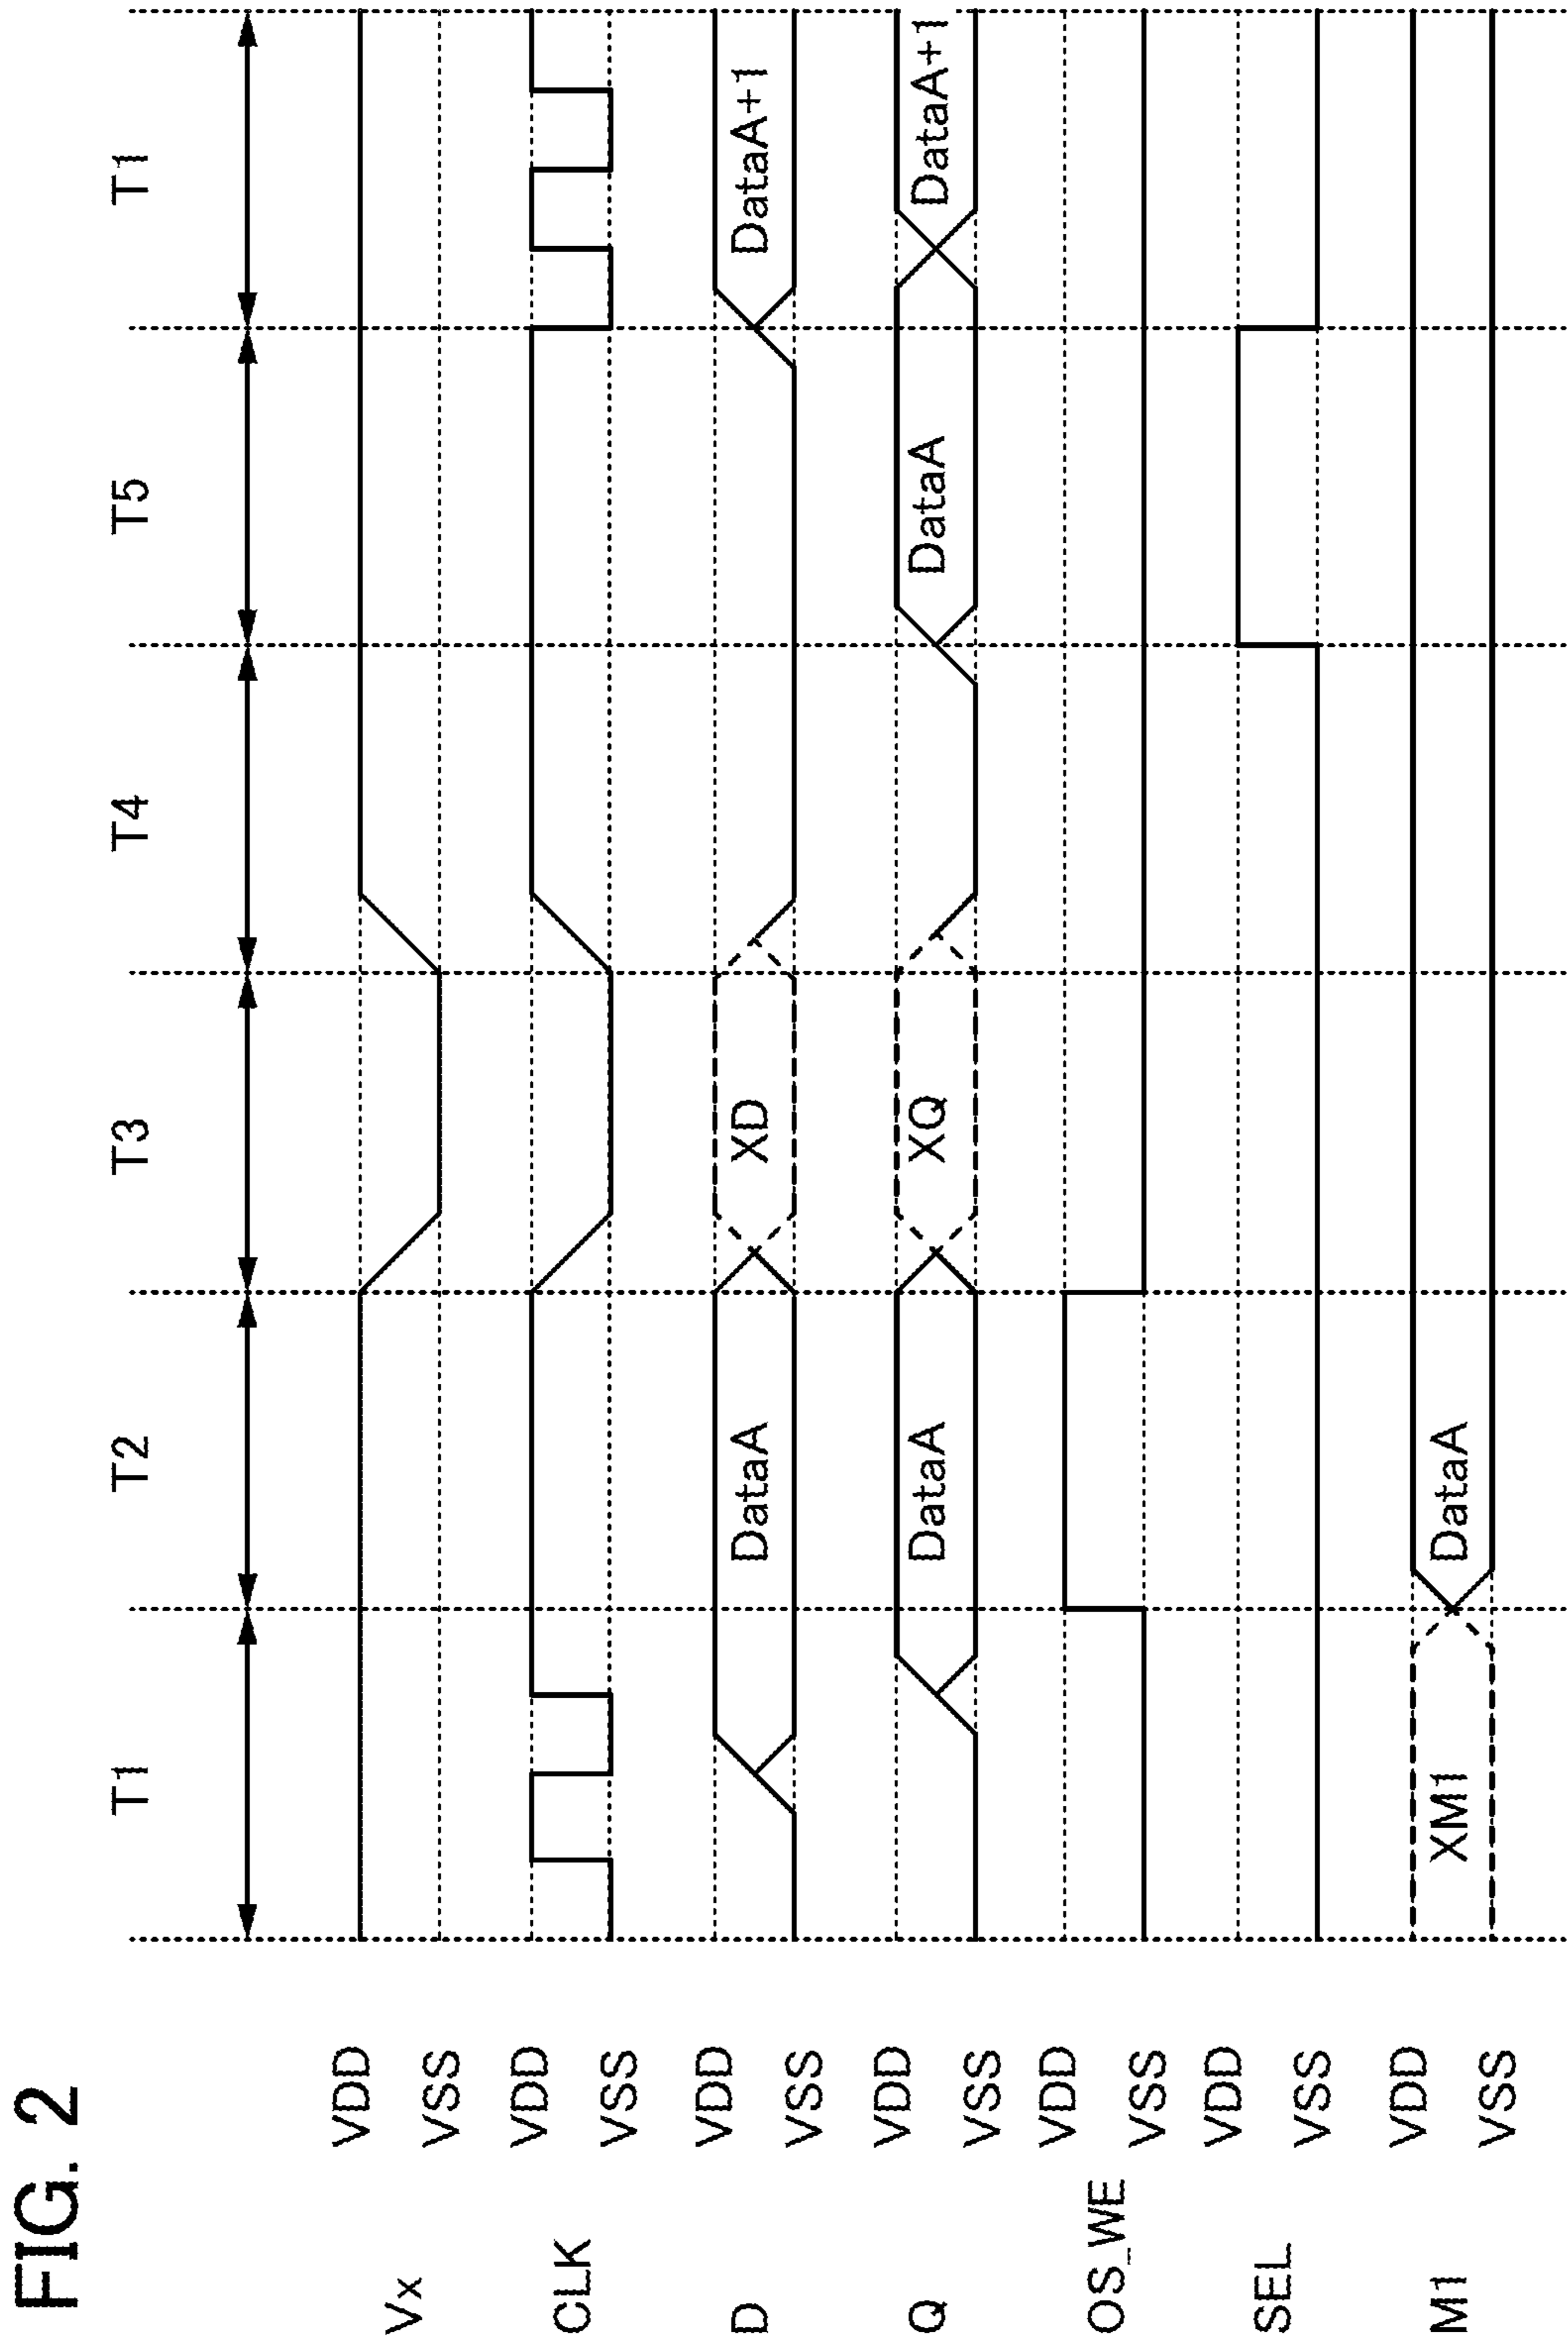 FIG. 2
T1 T2 T3 T4 T5 T1
Vx VDD VSS
CLK VDD VSS
D VDD VSS DataA XD DataA+1
Q VDD VSS DataA XQ DataA DataA+1
OS_WE VDD VSS
SEL VDD VSS
M1 VDD VSS XM1 DataA